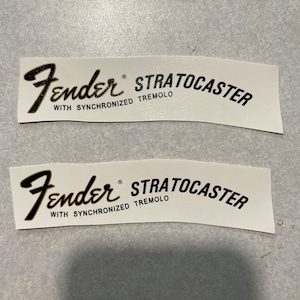 Fender® STRATOCASTER
WITH SYNCHRONIZED TREMOLO
Fender® STRATOCASTER
WITH SYNCHRONIZED TREMOLO